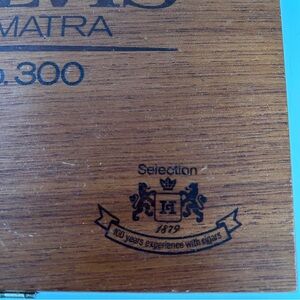 MATRA
.300
Selection
H
1879
100 years experience with cigars